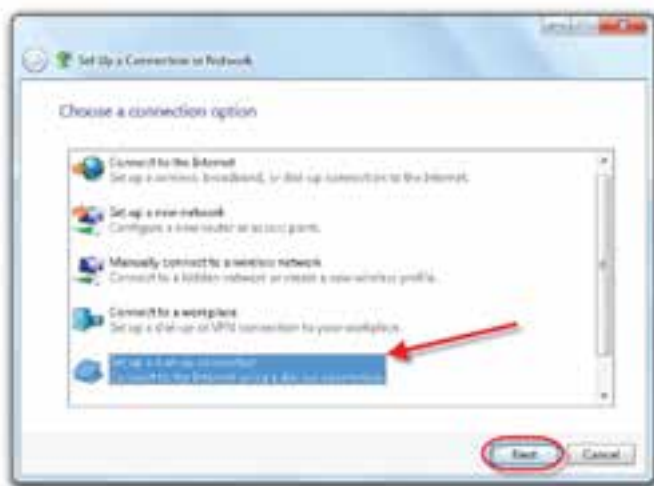 Set Up a Connection or Network
Choose a connection option
Connect to the Internet
Set up a wireless, broadband, or dial-up connection to the Internet.
Set up a new network
Configure a new router or access point.
Manually connect to a wireless network
Connect to a hidden network or create a new wireless profile.
Connect to a workplace
Set up a dial-up or VPN connection to your workplace.
Set up a dial-up connection
Connect to the Internet using a dial-up connection.
Next
Cancel